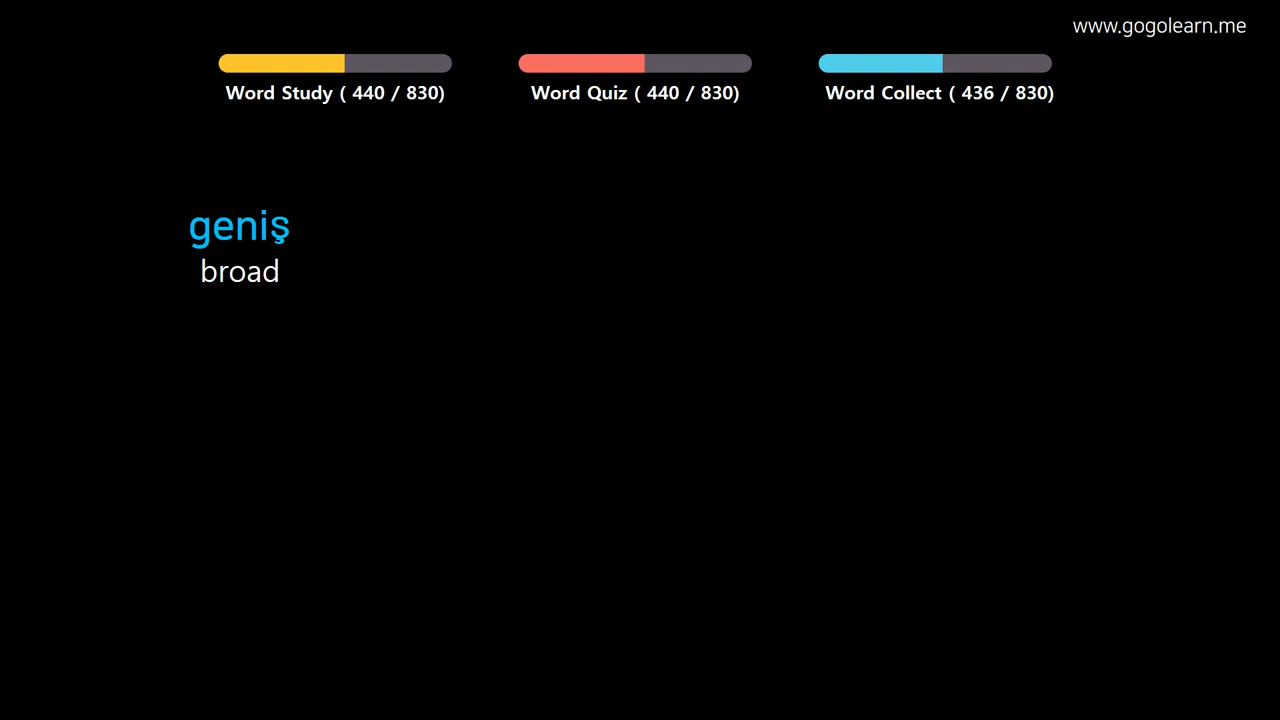 www.gogolearn.me
Word Study ( 440 / 830)
Word Quiz ( 440 / 830)
Word Collect ( 436 / 830)
geniş
broad